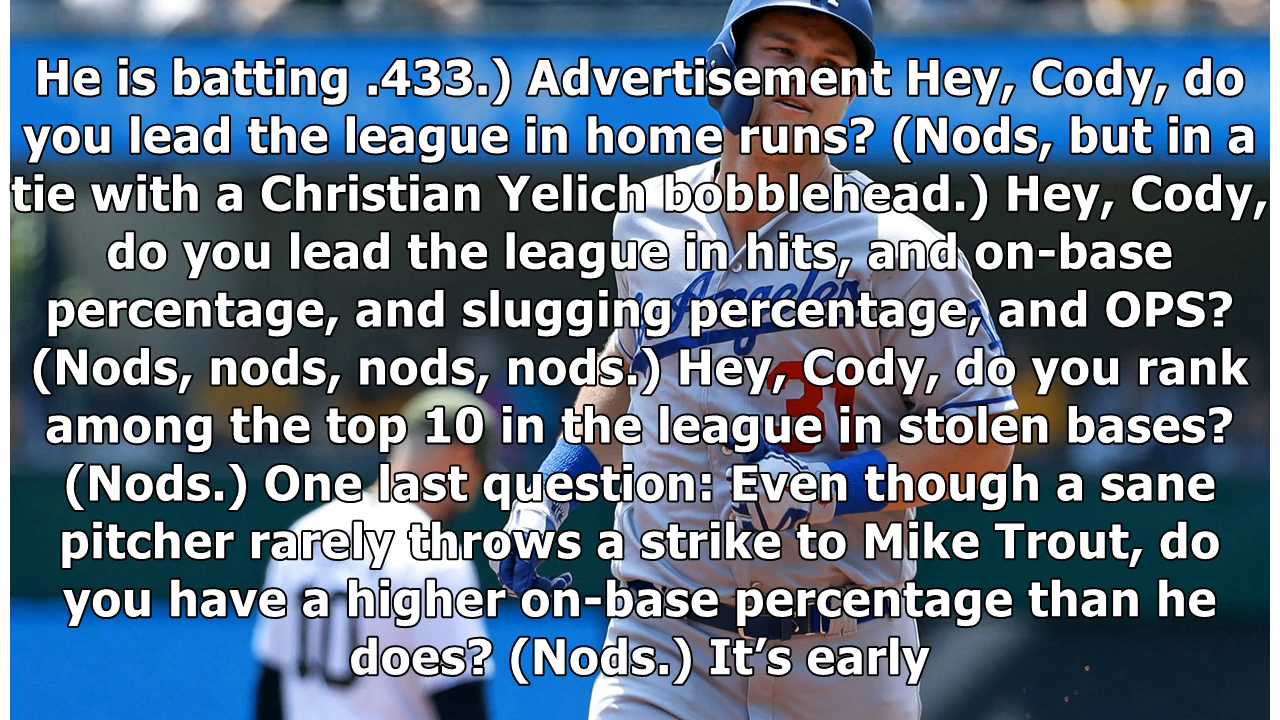 He is batting .433.) Advertisement Hey, Cody, do
you lead the league in home runs? (Nods, but in a
tie with a Christian Yelich bobblehead.) Hey, Cody,
do you lead the league in hits, and on-base
percentage, and slugging percentage, and OPS?
(Nods, nods, nods, nods.) Hey, Cody, do you rank
among the top 10 in the league in stolen bases?
(Nods.) One last question: Even though a sane
pitcher rarely throws a strike to Mike Trout, do
you have a higher on-base percentage than he
does? (Nods.) It’s early
Angeles
31
10